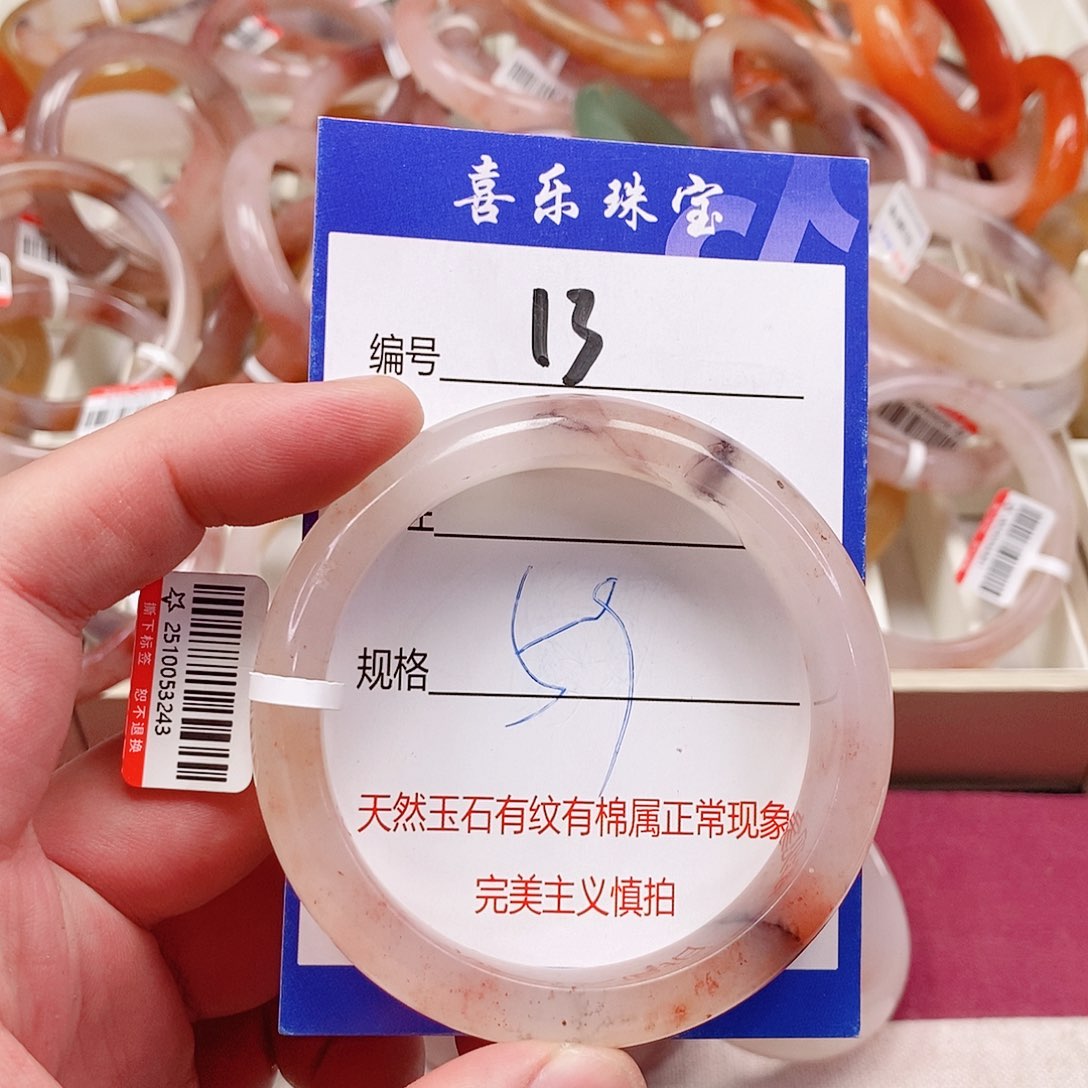 喜乐珠宝
编号 13
规格 59
天然玉石有纹有棉属正常现象
完美主义慎拍
☆ 2510053243
撕下标签 恕不退换